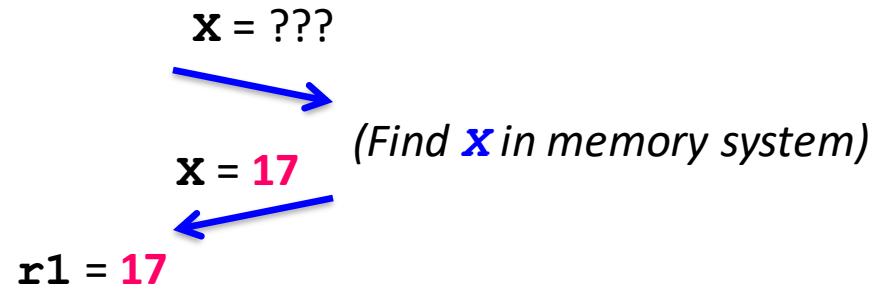 x = ???
(Find x in memory system)
x = 17
r1 = 17